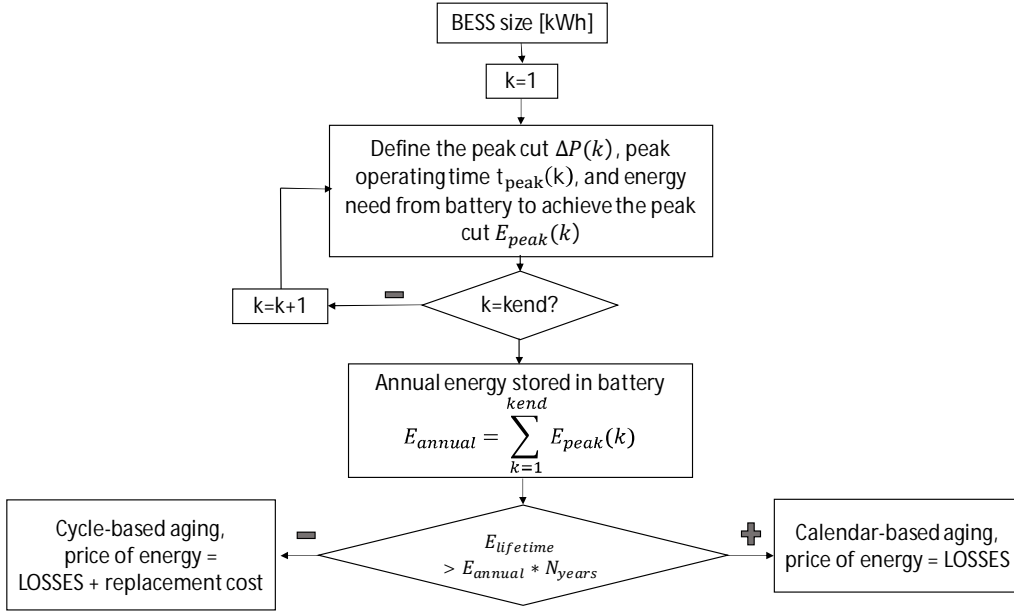 BESS size [kWh]
k=1
Define the peak cut ΔP(k), peak
operating time t_peak(k), and energy
need from battery to achieve the peak
cut E_peak(k)
k=kend?
k=k+1
Annual energy stored in battery
kend
E_annual = ∑ E_peak(k)
k=1
Cycle-based aging,
price of energy =
LOSSES + replacement cost
E_lifetime
> E_annual * N_years
Calendar-based aging,
price of energy = LOSSES